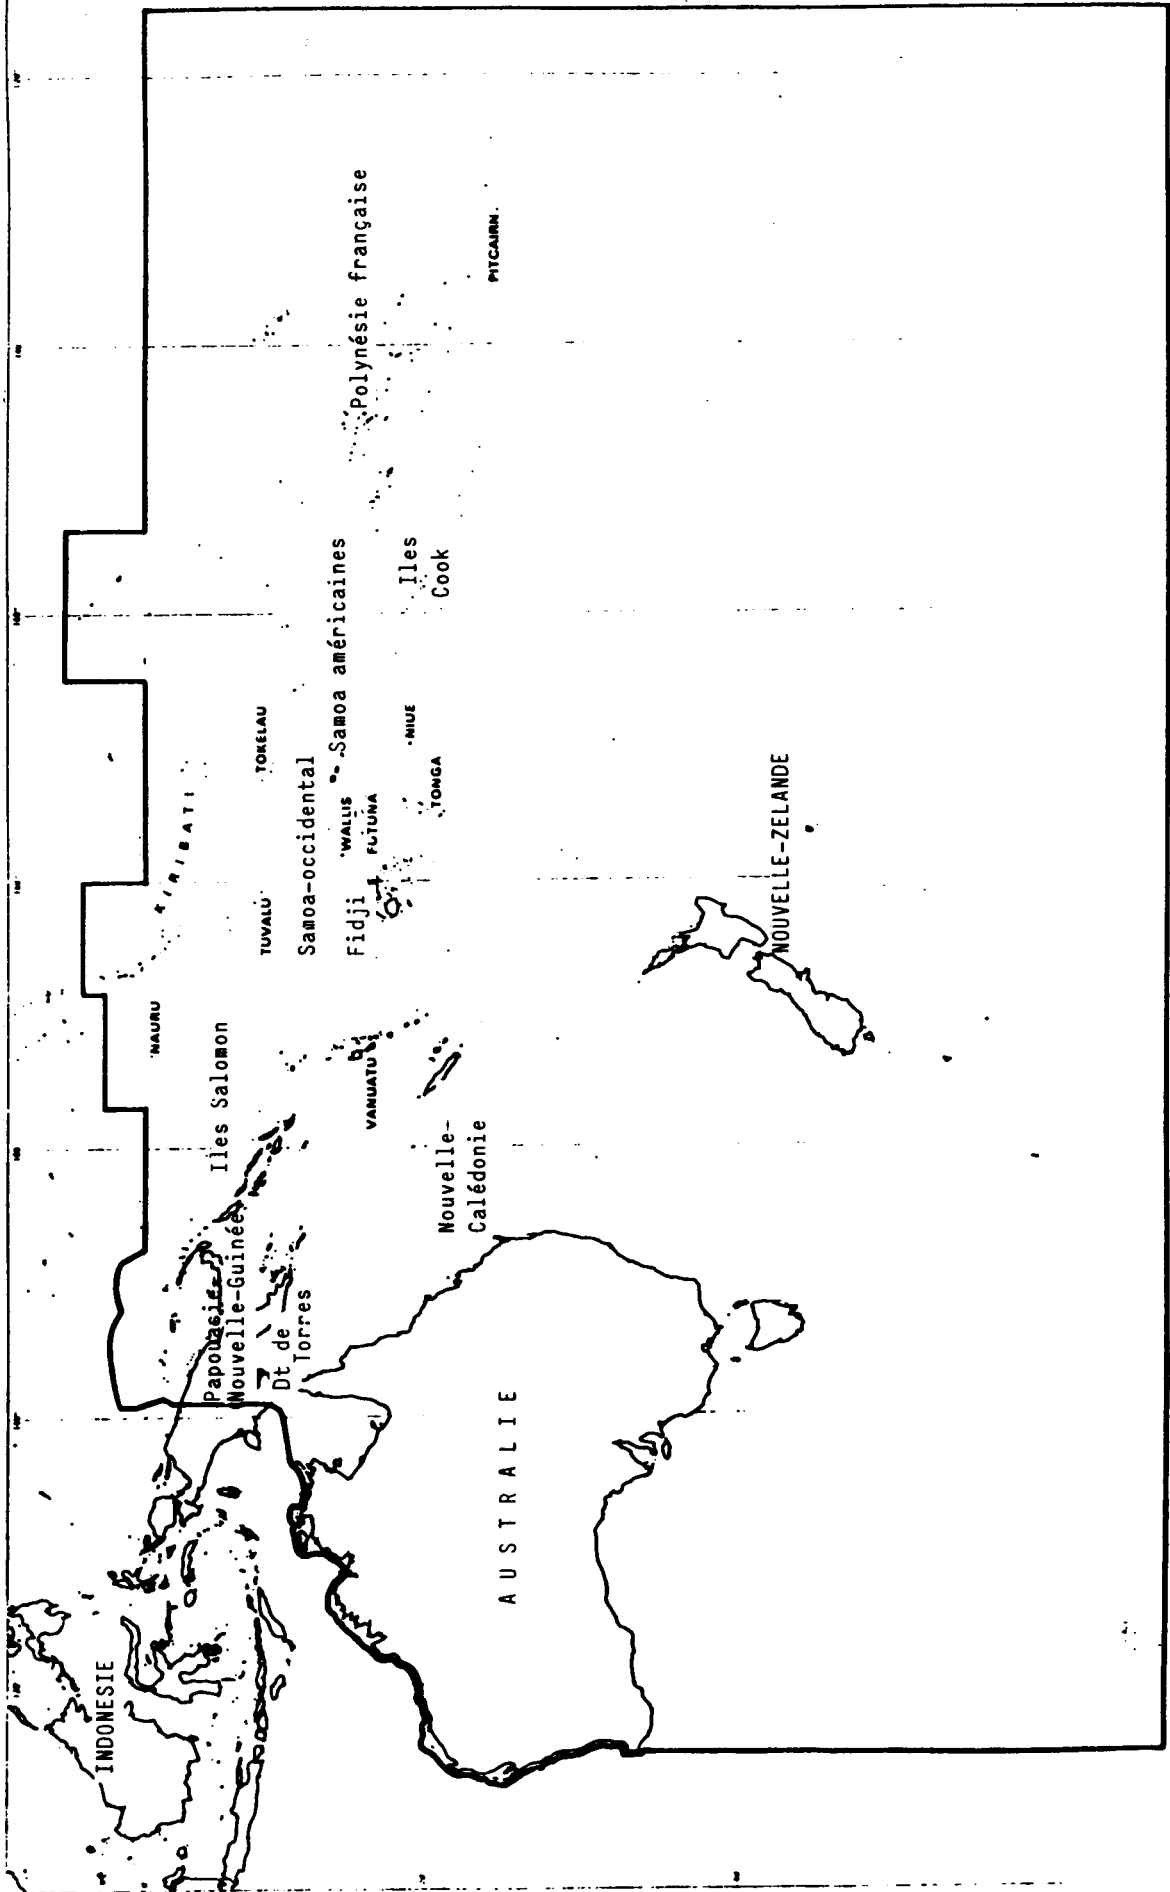 INDONESIE
Papouasie
Nouvelle-Guinée
Dt de
Torres
AUSTRALIE
Iles Salomon
NAURU
KIRIBATI
TUVALU
TOKELAU
Samoa-occidental
Samoa américaines
WALLIS
FUTUNA
Fidji
VANUATU
Nouvelle-
Calédonie
TONGA
NIUE
Iles
Cook
Polynésie française
PITCAIRN
NOUVELLE-ZELANDE